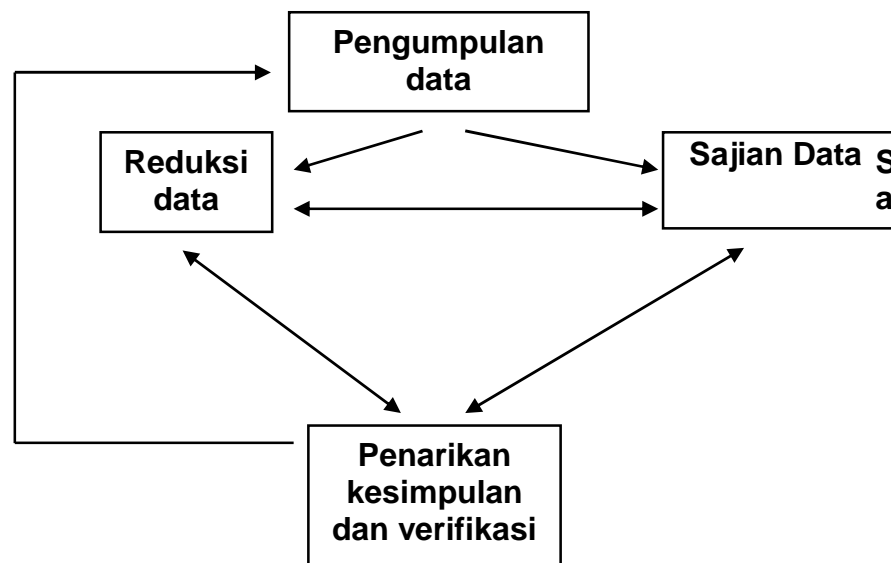 Pengumpulan
data
Reduksi
data
Sajian Data
Penarikan
kesimpulan
dan verifikasi